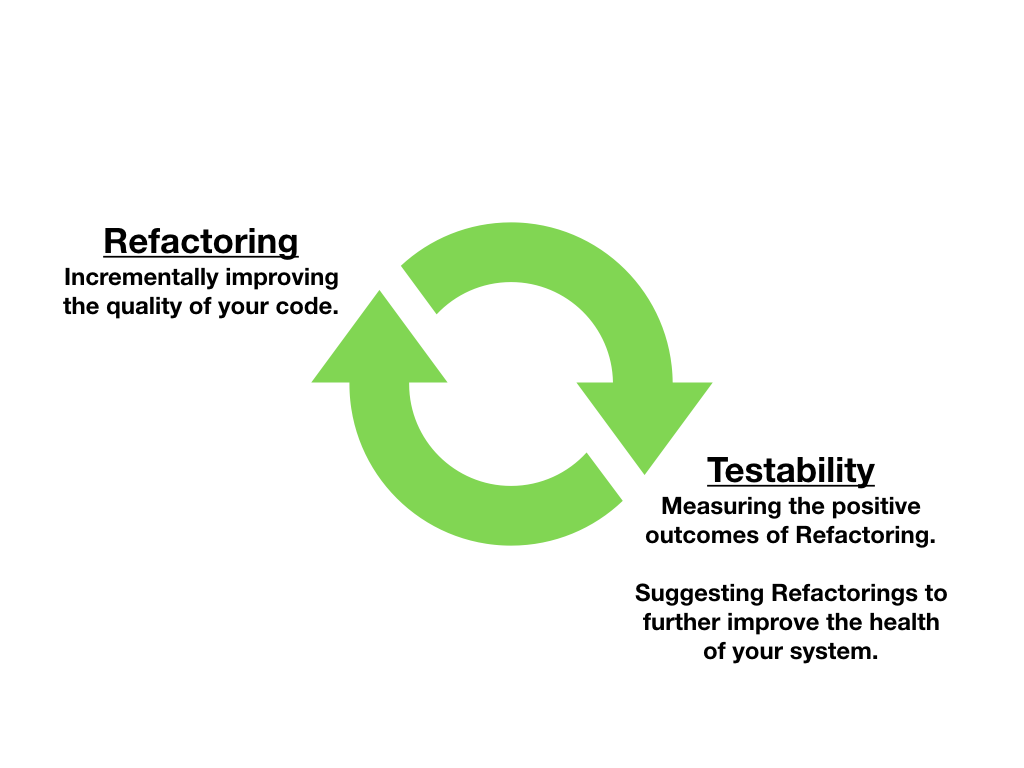 Refactoring
Incrementally improving
the quality of your code.
Testability
Measuring the positive
outcomes of Refactoring.
Suggesting Refactorings to
further improve the health
of your system.